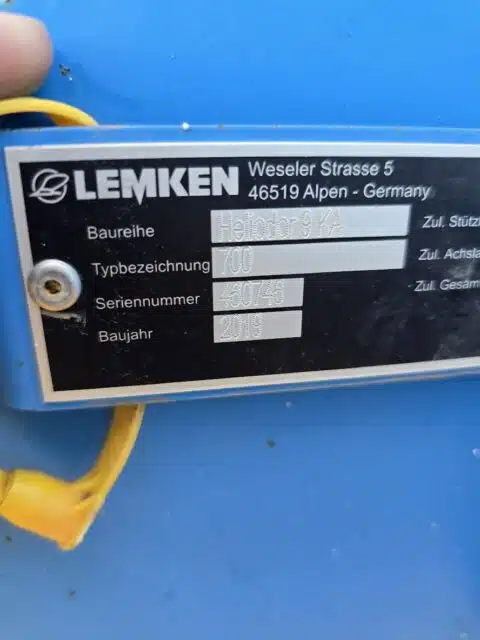 LEMKEN Weseler Strasse 5
46519 Alpen - Germany
Baureihe Heliodor 9 KA Zul. Stütz
Typbezeichnung 700 Zul. Achsla
Seriennummer 460746 Zul. Gesam
Baujahr 2019